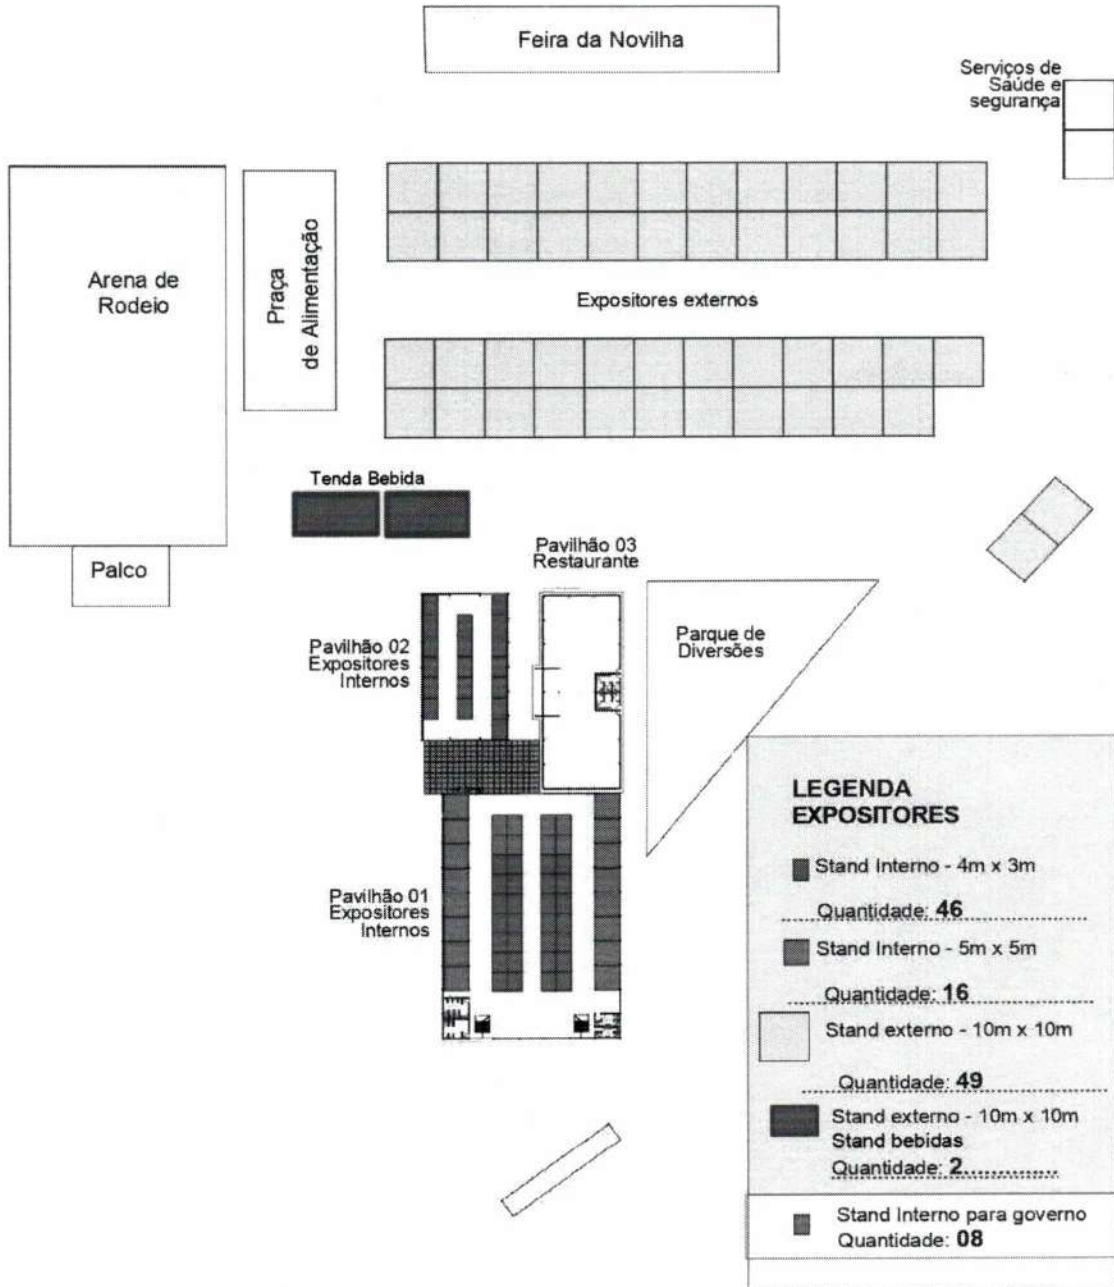 Feira da Novilha
Serviços de
Saúde e
segurança
Arena de
Rodeio
Praça
de Alimentação
Expositores externos
Tenda Bebida
Palco
Pavilhão 03
Restaurante
Pavilhão 02
Expositores
Internos
Parque de
Diversões
Pavilhão 01
Expositores
Internos
LEGENDA
EXPOSITORES
Stand Interno - 4m x 3m
Quantidade: 46
Stand Interno - 5m x 5m
Quantidade: 16
Stand externo - 10m x 10m
Quantidade: 49
Stand externo - 10m x 10m
Stand bebidas
Quantidade: 2
Stand Interno para governo
Quantidade: 08